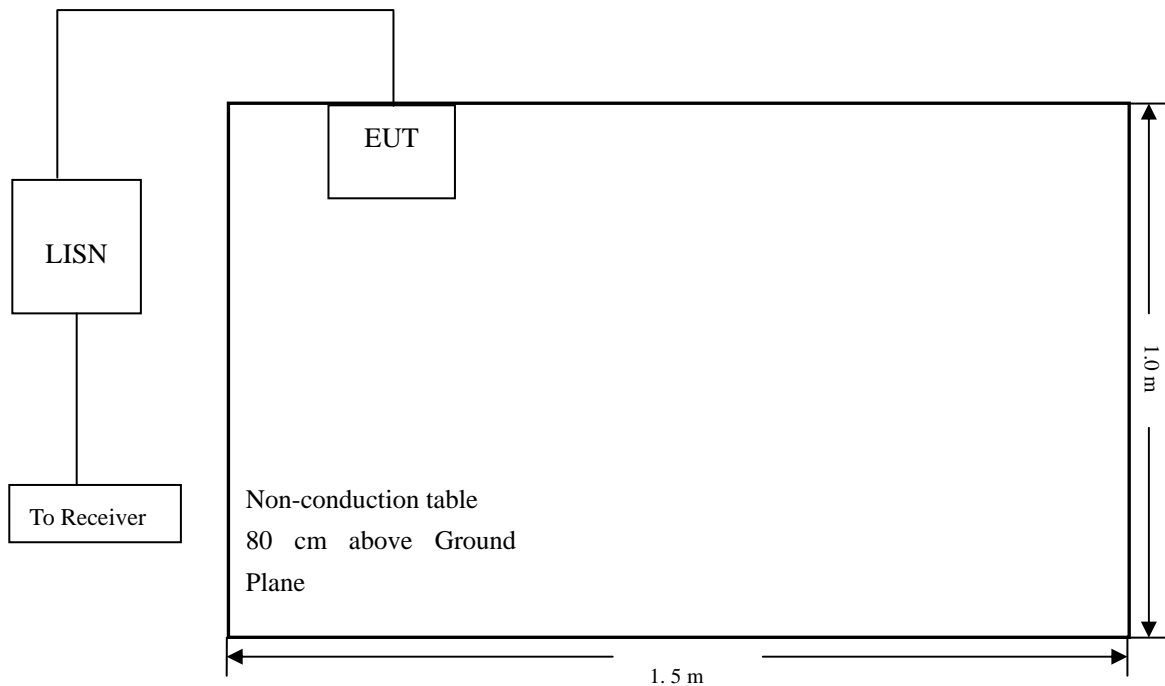 EUT
LISN
1.0 m
Non-conduction table
80 cm above Ground
Plane
To Receiver
1. 5 m